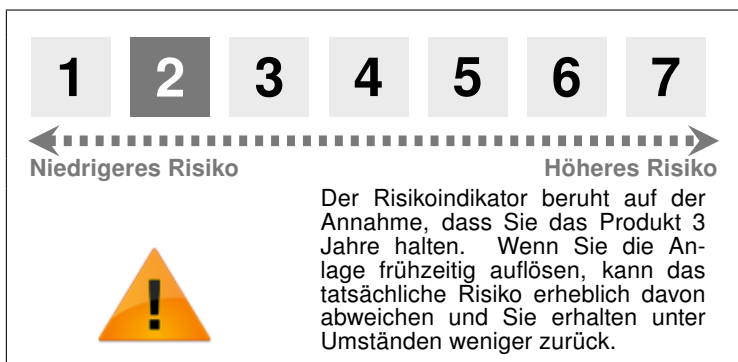 1 2 3 4 5 6 7
Niedrigeres Risiko Höheres Risiko
Der Risikoindikator beruht auf der
Annahme, dass Sie das Produkt 3
Jahre halten. Wenn Sie die An-
lage frühzeitig auflösen, kann das
tatsächliche Risiko erheblich davon
abweichen und Sie erhalten unter
Umständen weniger zurück.